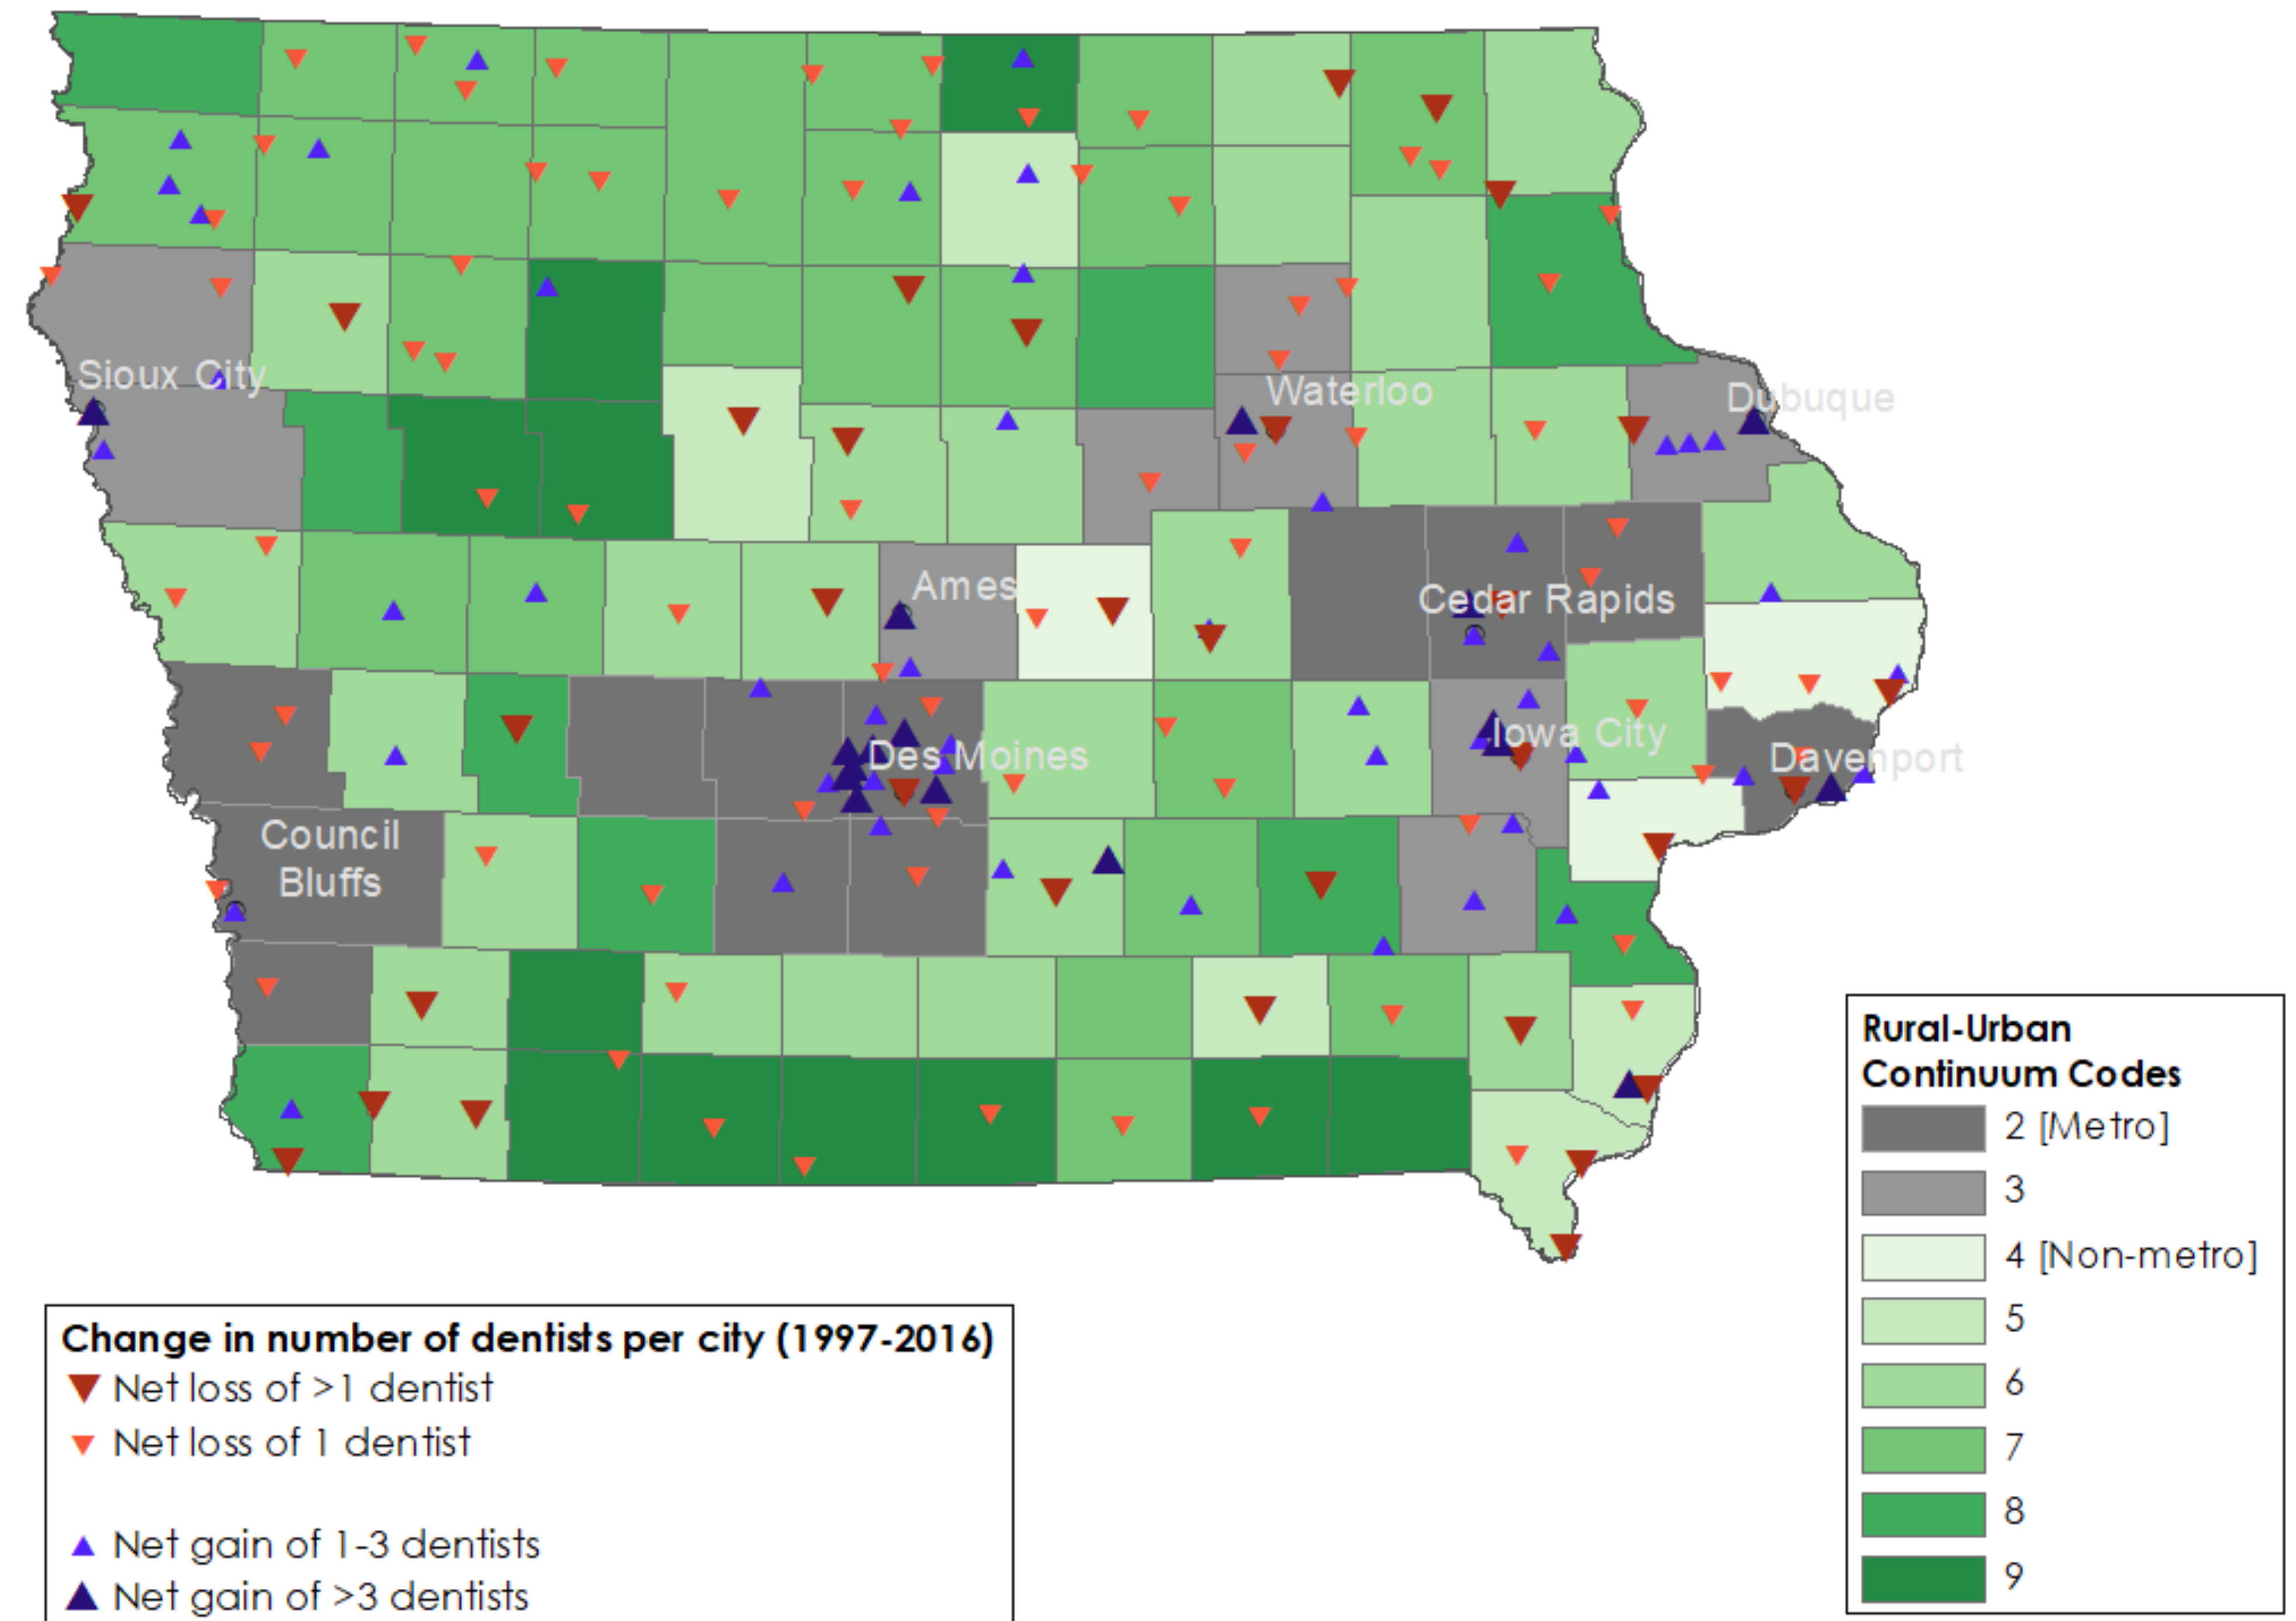 Sioux City
Waterloo
Dubuque
Ames
Cedar Rapids
Iowa City
Des Moines
Davenport
Council
Bluffs
Rural-Urban
Continuum Codes
2 [Metro]
3
4 [Non-metro]
5
6
7
8
9
Change in number of dentists per city (1997-2016)
Net loss of >1 dentist
Net loss of 1 dentist
Net gain of 1-3 dentists
Net gain of >3 dentists